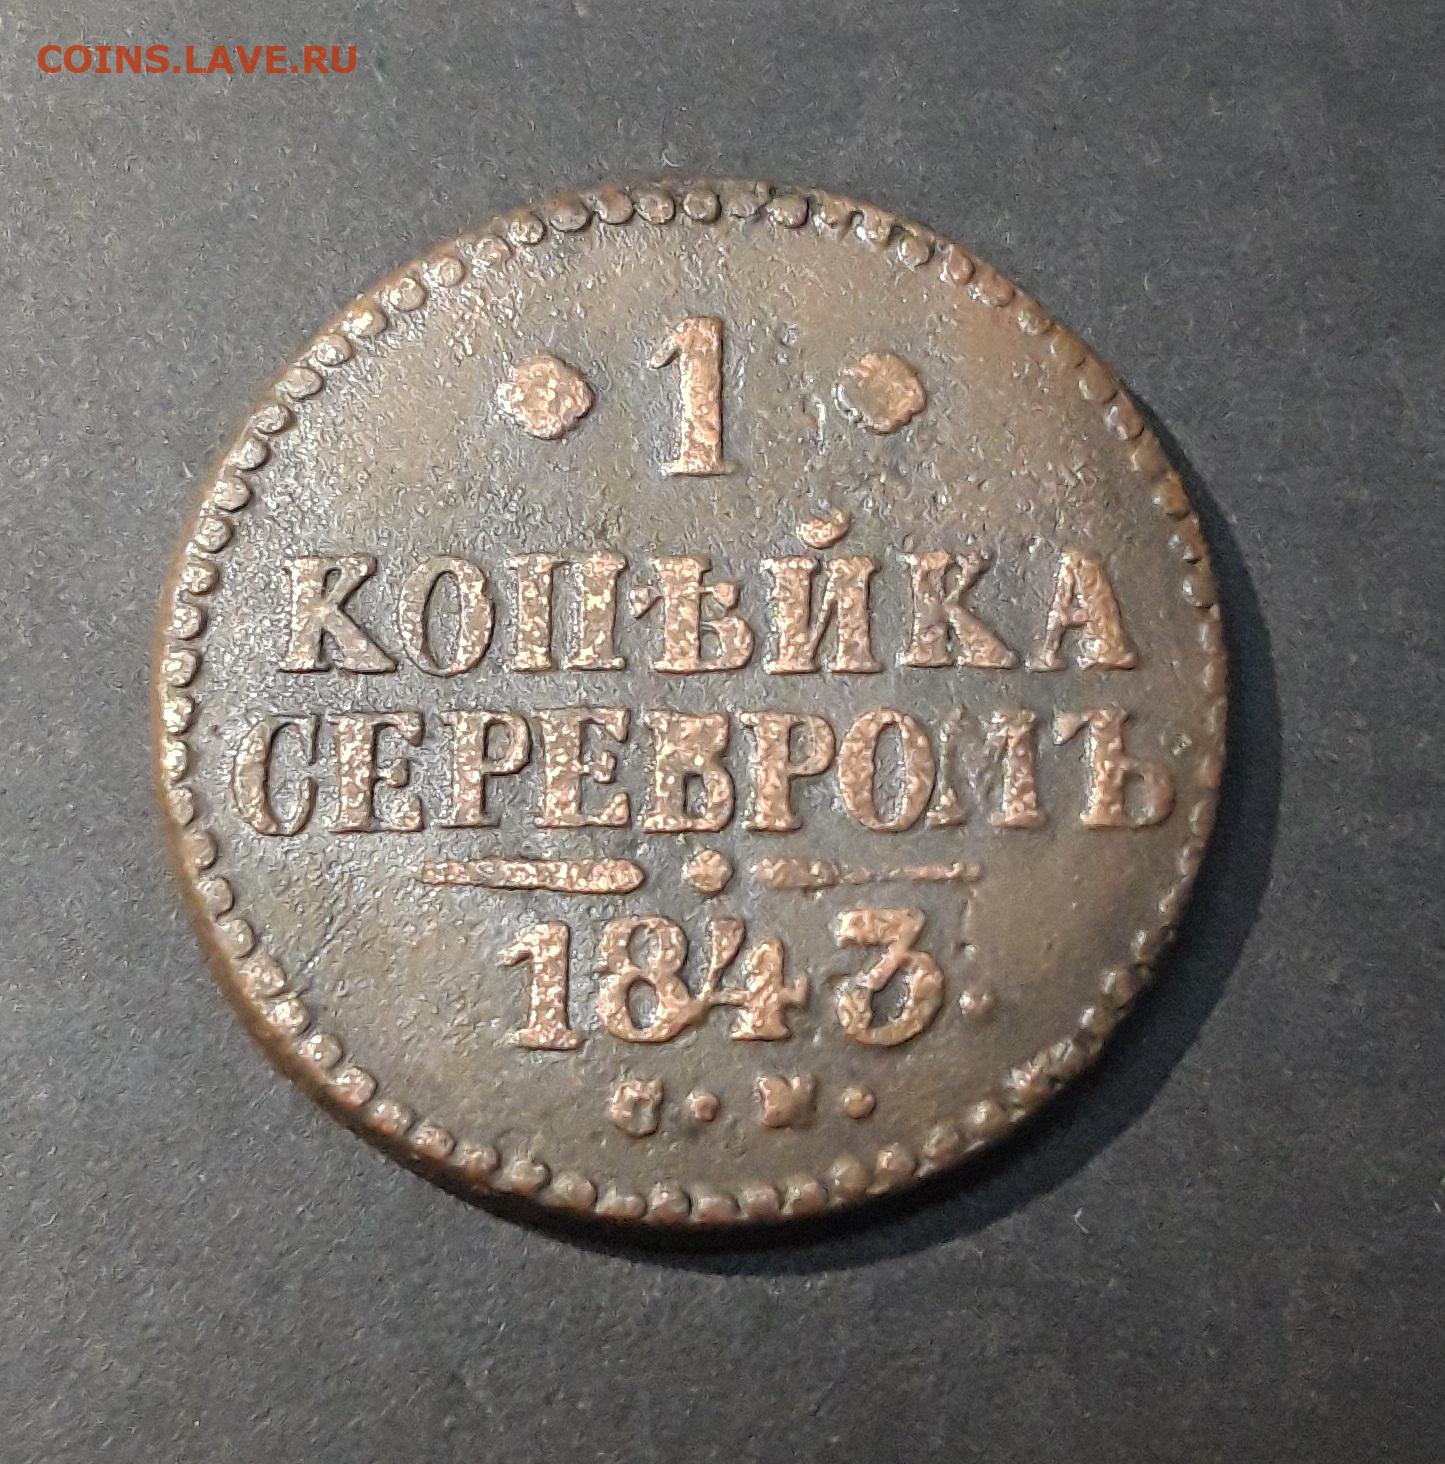 COINS.LAVE.RU
1
КОПѢЙКА
СЕРЕБРОМЪ
1843.
С. М.